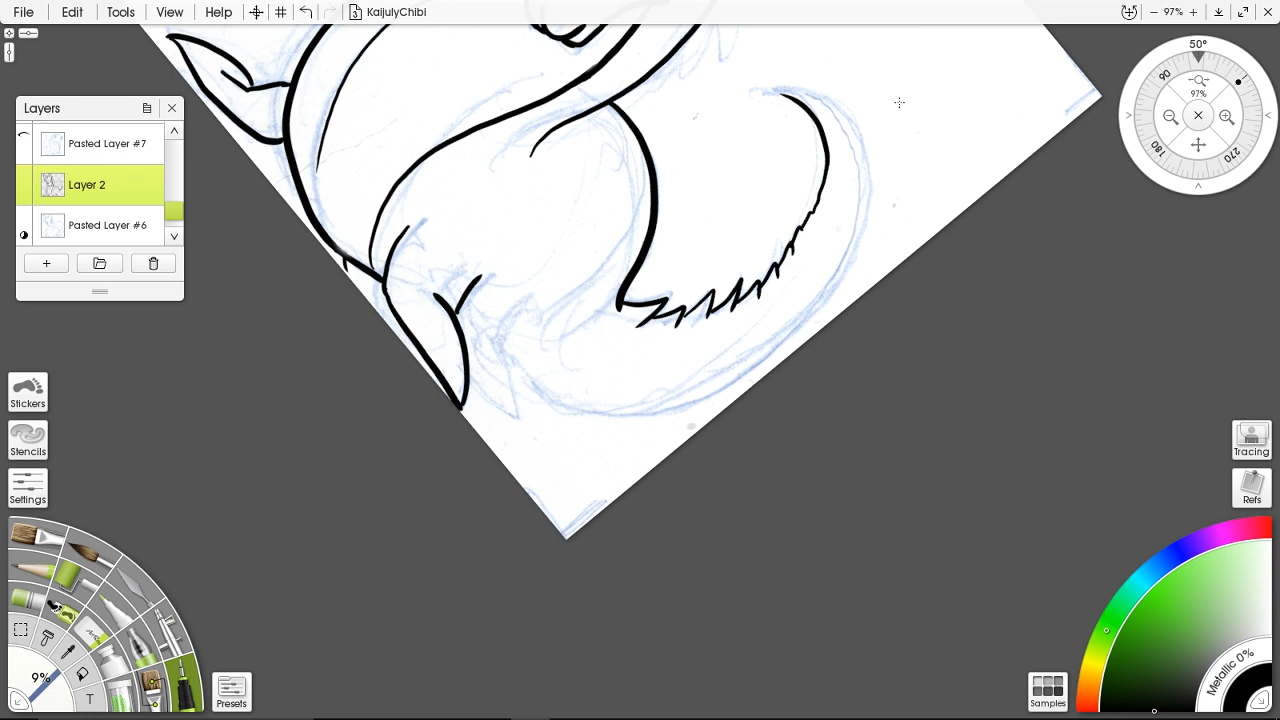 File Edit Tools View Help 3 KaijulyChibi 97%
50°
90
97%
180
270
Layers
Pasted Layer #7
Layer 2
Pasted Layer #6
Stickers
Stencils
Settings
Tracing
Refs
9%
T
Presets
Samples
Metallic 0%